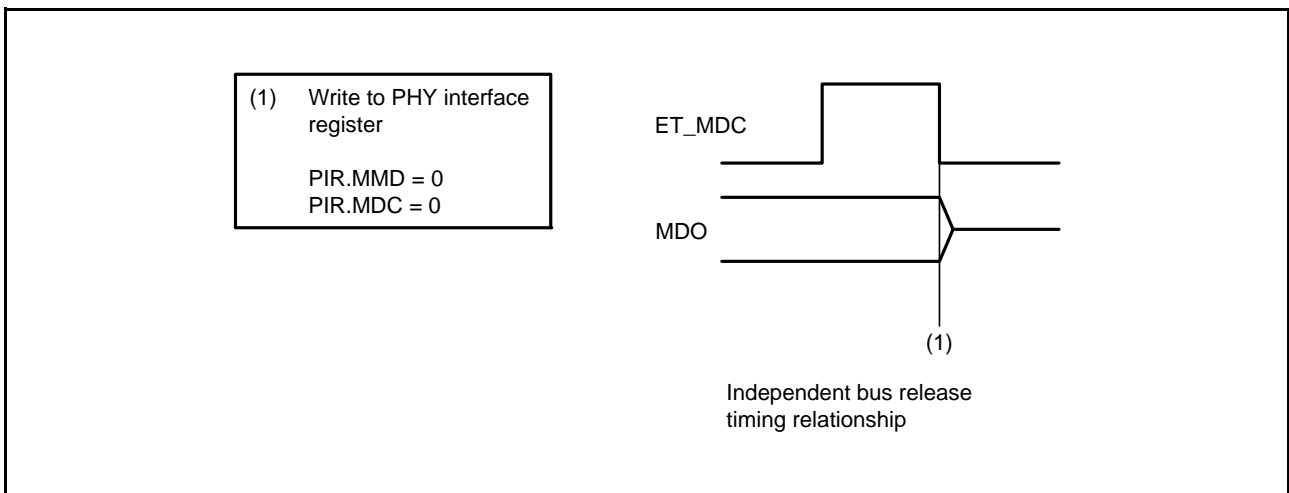 (1) Write to PHY interface
register
PIR.MMD = 0
PIR.MDC = 0
ET_MDC
MDO
(1)
Independent bus release
timing relationship